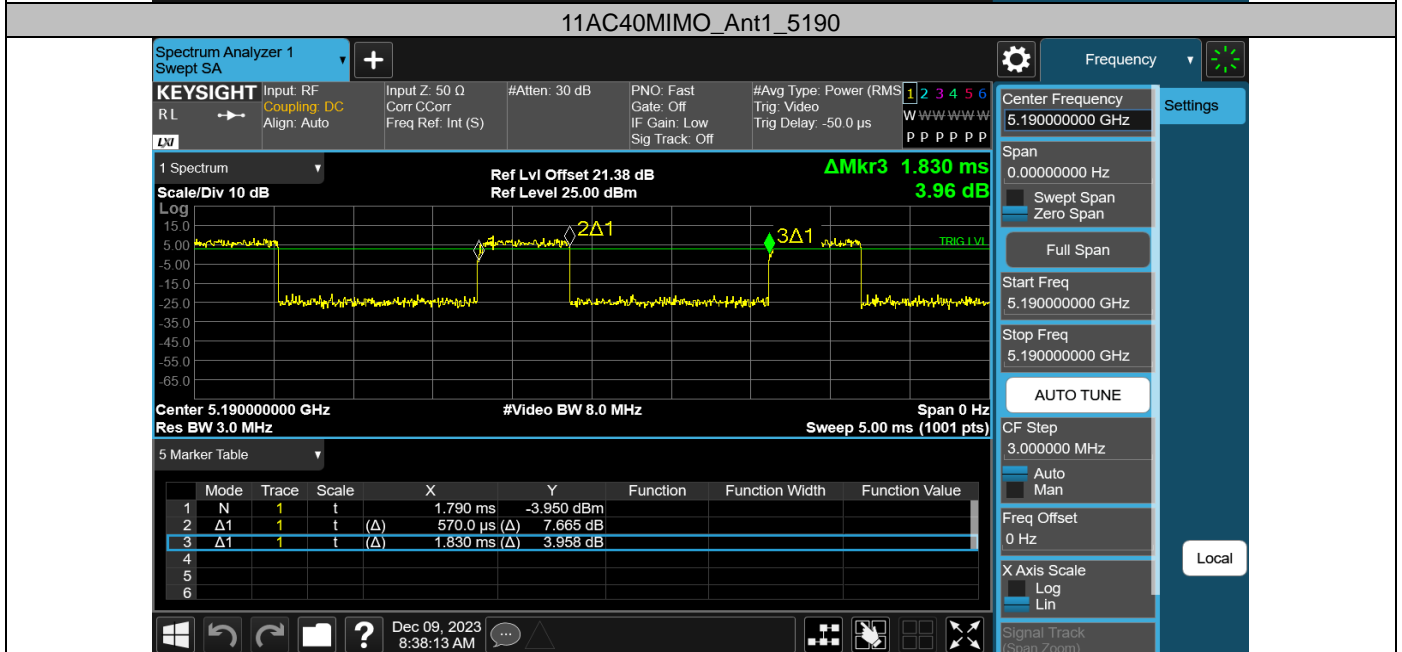 11AC40MIMO_Ant1_5190
Spectrum Analyzer 1
Swept SA
+
Frequency
KEYSIGHT
RL
LXI
Input: RF
Coupling: DC
Align: Auto
Input Z: 50 Ω
Corr CCorr
Freq Ref: Int (S)
#Atten: 30 dB
PNO: Fast
Gate: Off
IF Gain: Low
Sig Track: Off
#Avg Type: Power (RMS
Trig: Video
Trig Delay: -50.0 µs
1 2 3 4 5 6
W W W W W W
P P P P P P
Center Frequency
5.190000000 GHz
Settings
1 Spectrum
Scale/Div 10 dB
Ref Lvl Offset 21.38 dB
Ref Level 25.00 dBm
ΔMkr3 1.830 ms
3.96 dB
Log
15.0
5.00
-5.00
-15.0
-25.0
-35.0
-45.0
-55.0
-65.0
1
2Δ1
3Δ1
TRIG LVL
Center 5.190000000 GHz
#Video BW 8.0 MHz
Span 0 Hz
Res BW 3.0 MHz
Sweep 5.00 ms (1001 pts)
Span
0.00000000 Hz
Swept Span
Zero Span
Full Span
Start Freq
5.190000000 GHz
Stop Freq
5.190000000 GHz
AUTO TUNE
CF Step
3.000000 MHz
Auto
Man
Freq Offset
0 Hz
X Axis Scale
Log
Lin
Signal Track
(Span Zoom)
Local
5 Marker Table
Mode Trace Scale X Y Function Function Width Function Value
1 N 1 t 1.790 ms -3.950 dBm
2 Δ1 1 t (Δ) 570.0 µs (Δ) 7.665 dB
3 Δ1 1 t (Δ) 1.830 ms (Δ) 3.958 dB
4
5
6
?
Dec 09, 2023
8:38:13 AM